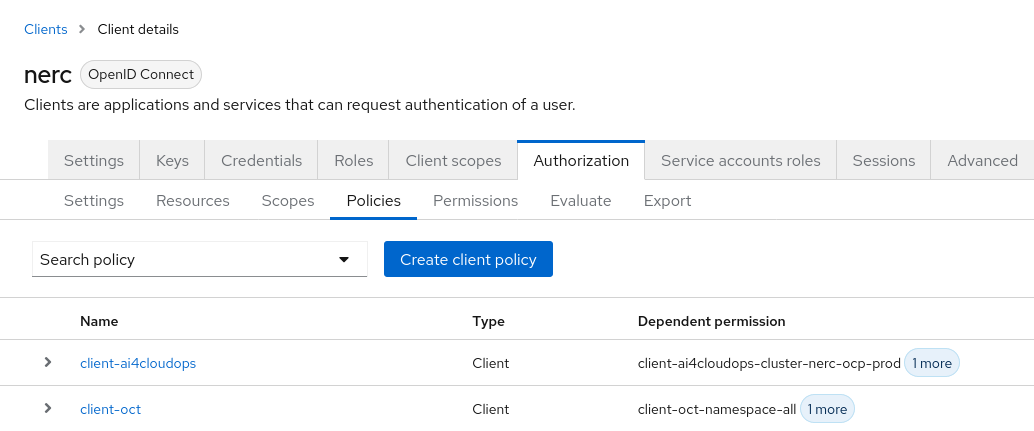 Clients Client details
nerc OpenID Connect
Clients are applications and services that can request authentication of a user.
Settings Keys Credentials Roles Client scopes Authorization Service accounts roles Sessions Advanced
Settings Resources Scopes Policies Permissions Evaluate Export
Search policy Create client policy
Name Type Dependent permission
client-ai4cloudops Client client-ai4cloudops-cluster-nerc-ocp-prod 1 more
client-oct Client client-oct-namespace-all 1 more